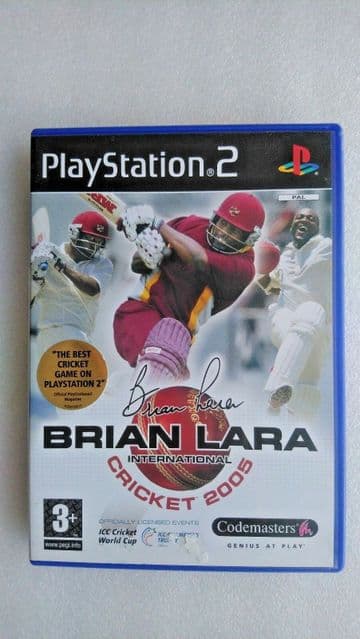 PlayStation®2
PAL
"THE BEST
CRICKET
GAME ON
PLAYSTATION 2"
Official PlayStation2
Magazine
Brian Lara
BRIAN LARA
INTERNATIONAL
CRICKET 2005
3+
www.pegi.info
OFFICIALLY LICENSED EVENTS
ICC Cricket
World Cup
Codemasters
GENIUS AT PLAY